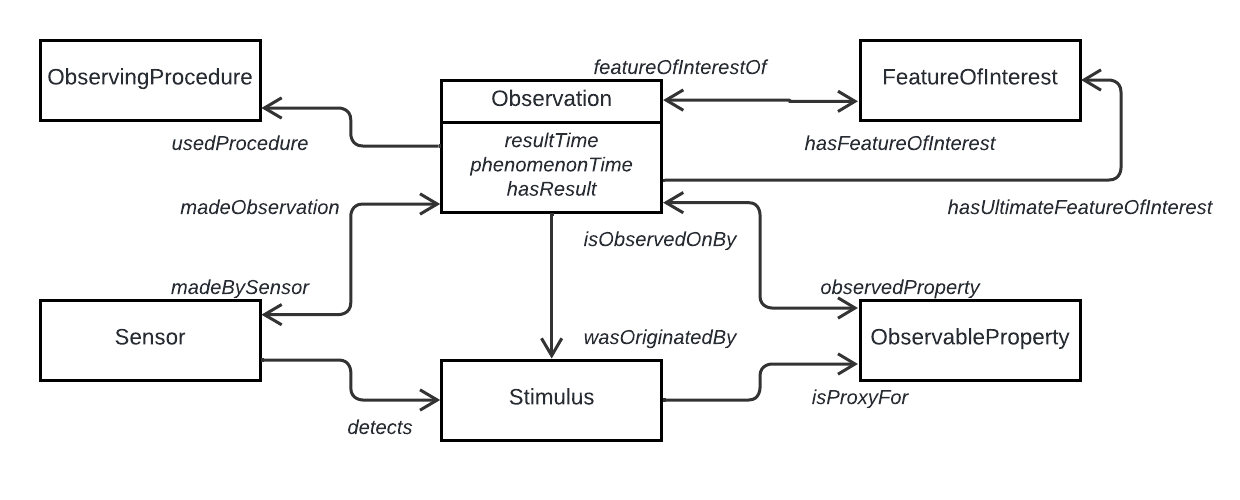 ObservingProcedure
featureOfInterestOf
FeatureOfInterest
Observation
usedProcedure
resultTime
phenomenonTime
hasResult
hasFeatureOfInterest
madeObservation
hasUltimateFeatureOfInterest
isObservedOnBy
madeBySensor
observedProperty
Sensor
wasOriginatedBy
ObservableProperty
Stimulus
isProxyFor
detects